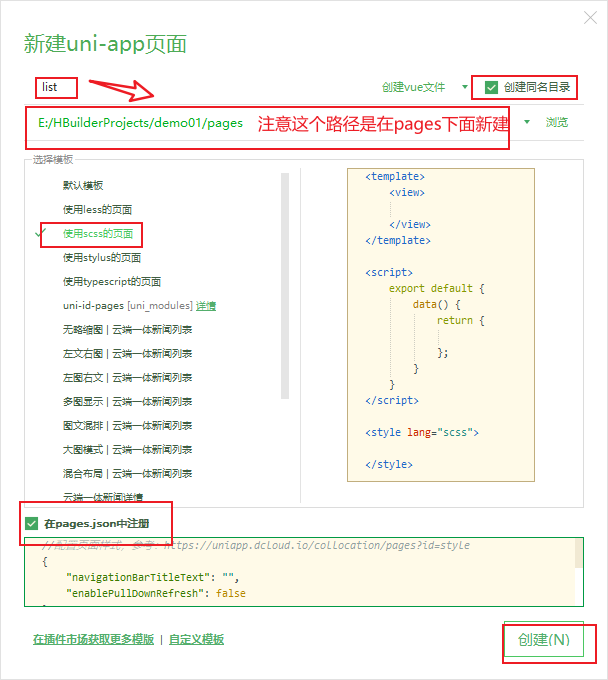 新建uni-app页面
list
创建vue文件
创建同名目录
E:/HBuilderProjects/demo01/pages
注意这个路径是在pages下面新建
浏览
选择模板
默认模板
使用less的页面
使用scss的页面
使用stylus的页面
使用typescript的页面
uni-id-pages [uni_modules] 详情
无略缩图 | 云端一体新闻列表
左文右图 | 云端一体新闻列表
左图右文 | 云端一体新闻列表
多图显示 | 云端一体新闻列表
图文混排 | 云端一体新闻列表
大图模式 | 云端一体新闻列表
混合布局 | 云端一体新闻列表
云端一体新闻详情
<template>
<view>
</view>
</template>
<script>
export default {
data() {
return {
};
}
}
</script>
<style lang="scss">
</style>
在pages.json中注册
//配置页面样式，参考：https://uniapp.dcloud.io/collocation/pages?id=style
{
"navigationBarTitleText": "",
"enablePullDownRefresh": false
在插件市场获取更多模版 | 自定义模板
创建(N)